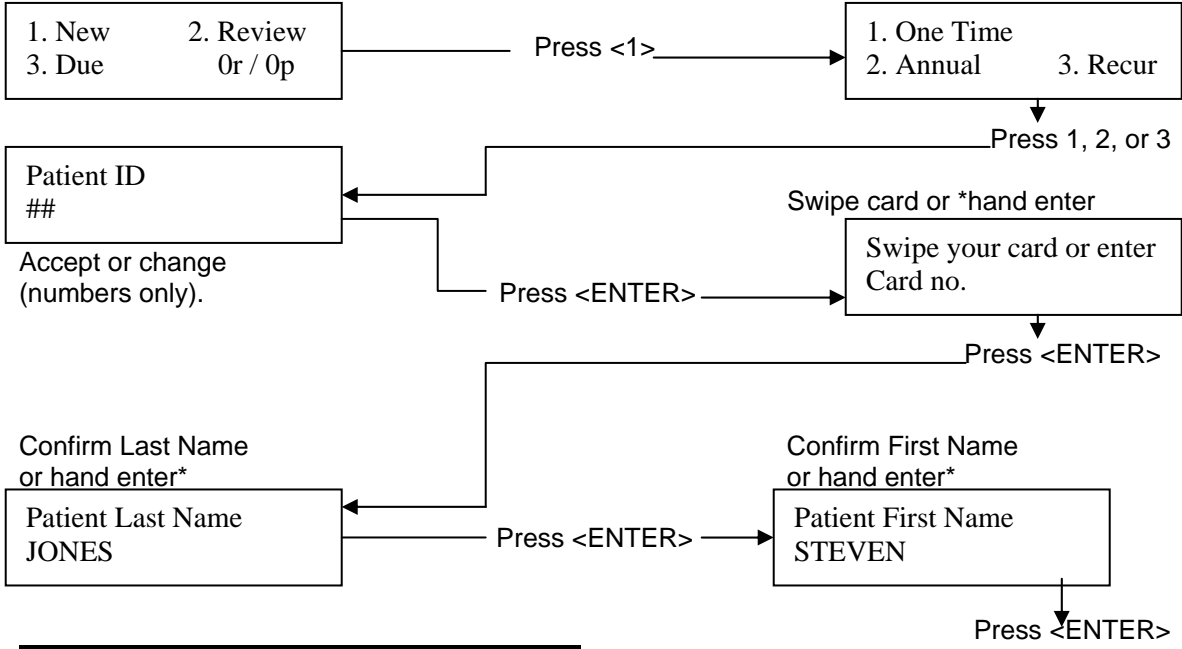 1. New 2. Review
3. Due 0r / 0p
Press <1>
1. One Time
2. Annual 3. Recur
Press 1, 2, or 3
Patient ID
##
Accept or change
(numbers only).
Press <ENTER>
Swipe card or *hand enter
Swipe your card or enter
Card no.
Press <ENTER>
Confirm Last Name
or hand enter*
Patient Last Name
JONES
Press <ENTER>
Confirm First Name
or hand enter*
Patient First Name
STEVEN
Press <ENTER>